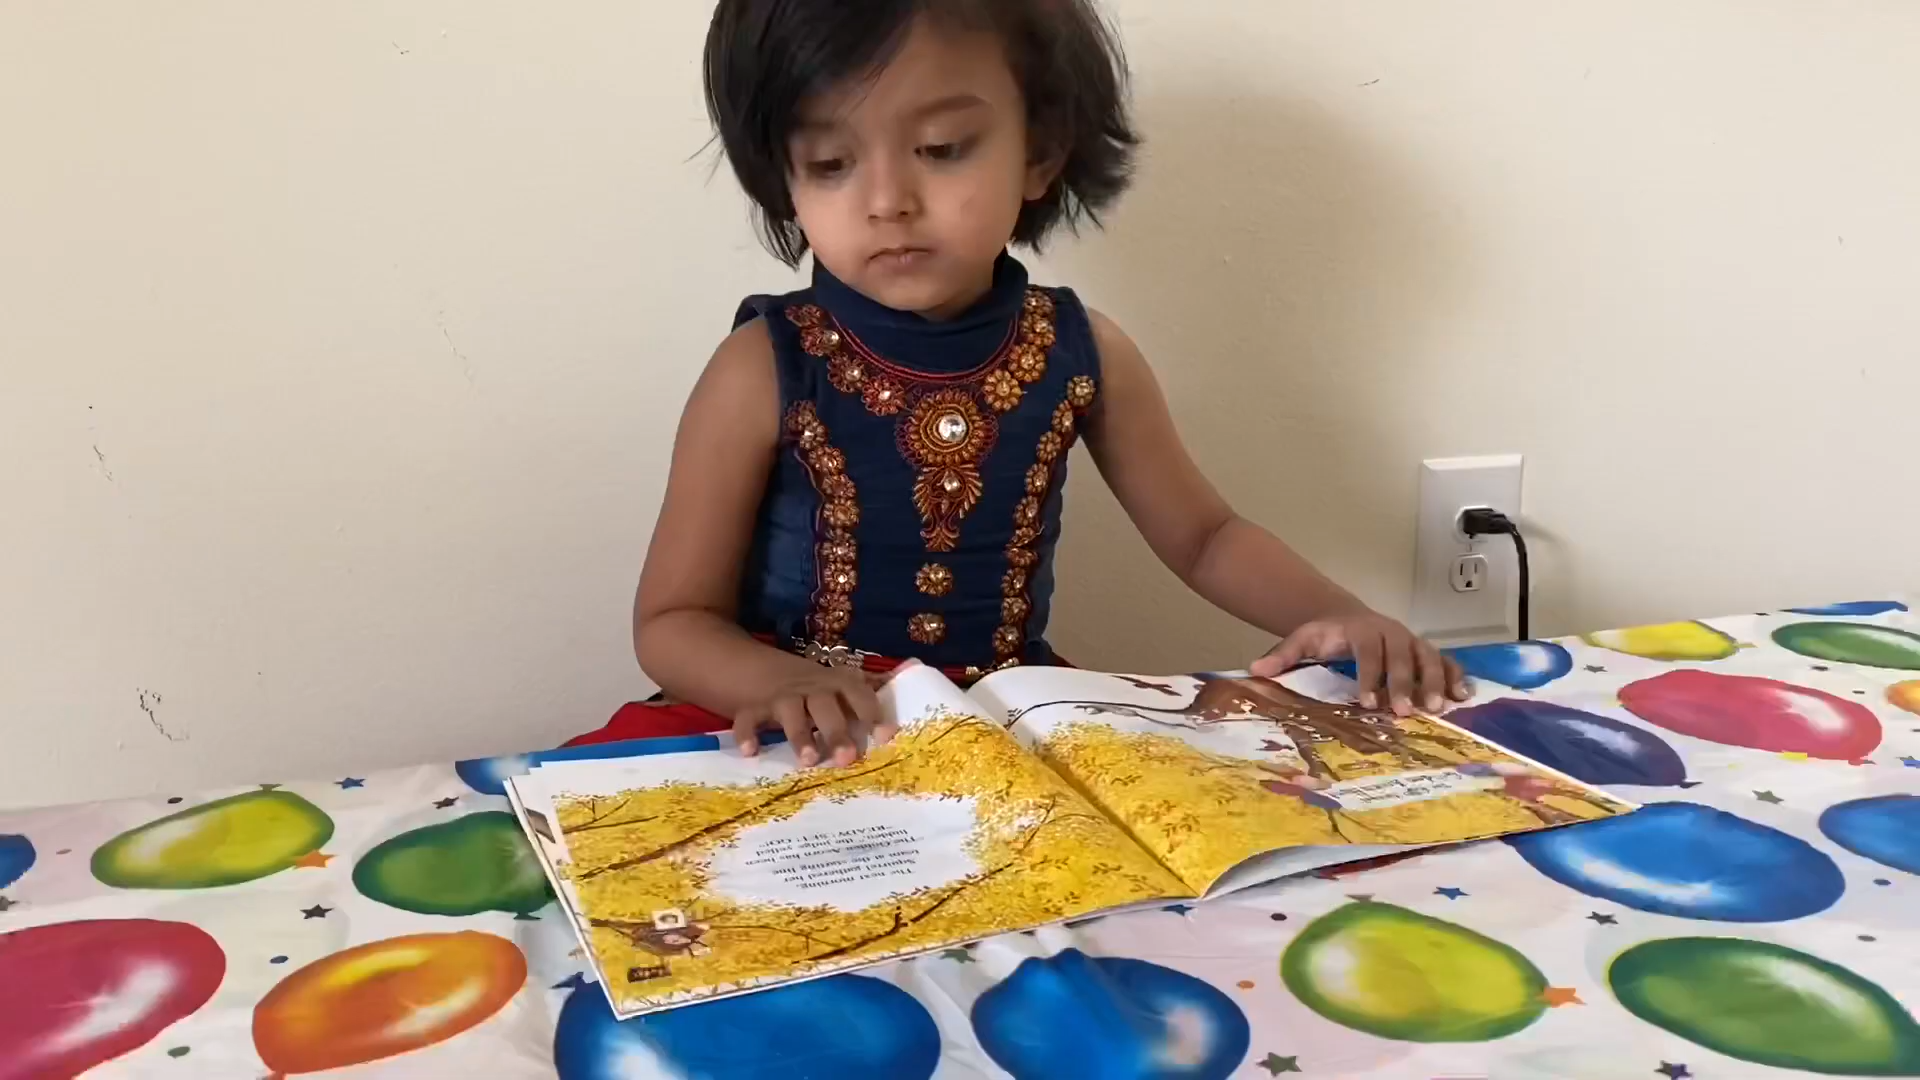 The next morning,
Squirrel gathered her
team at the starting line.
"The Golden Acorn has been
hidden," the judge yelled.
"READY! SET! GO!"